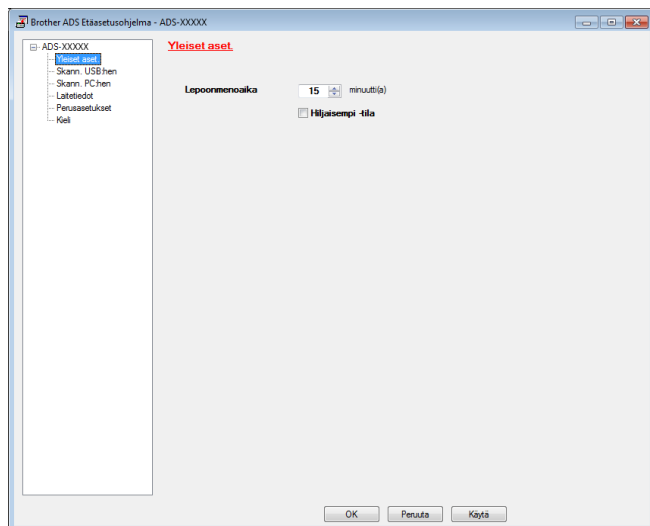 Brother ADS Etäasetusohjelma - ADS-XXXXX
ADS-XXXXX
Yleiset aset.
Skann. USB:hen
Skann. PC:hen
Laitetiedot
Perusasetukset
Kieli
Yleiset aset.
Lepoonmenoaika 15 minuutti(a)
Hiljaisempi -tila
OK Peruuta Käytä